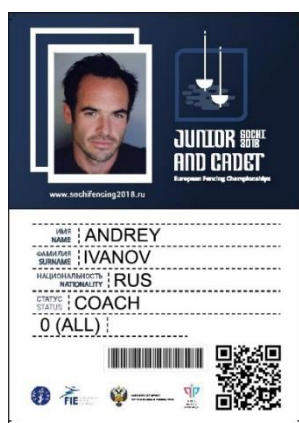 JUNIOR SOCHI 2018
AND CADET
European Fencing Championships
www.sochifencing2018.ru
ИМЯ
NAME ANDREY
ФАМИЛИЯ
SURNAME IVANOV
НАЦИОНАЛЬНОСТЬ
NATIONALITY RUS
СТАТУС
STATUS COACH
0 (ALL)
FIE